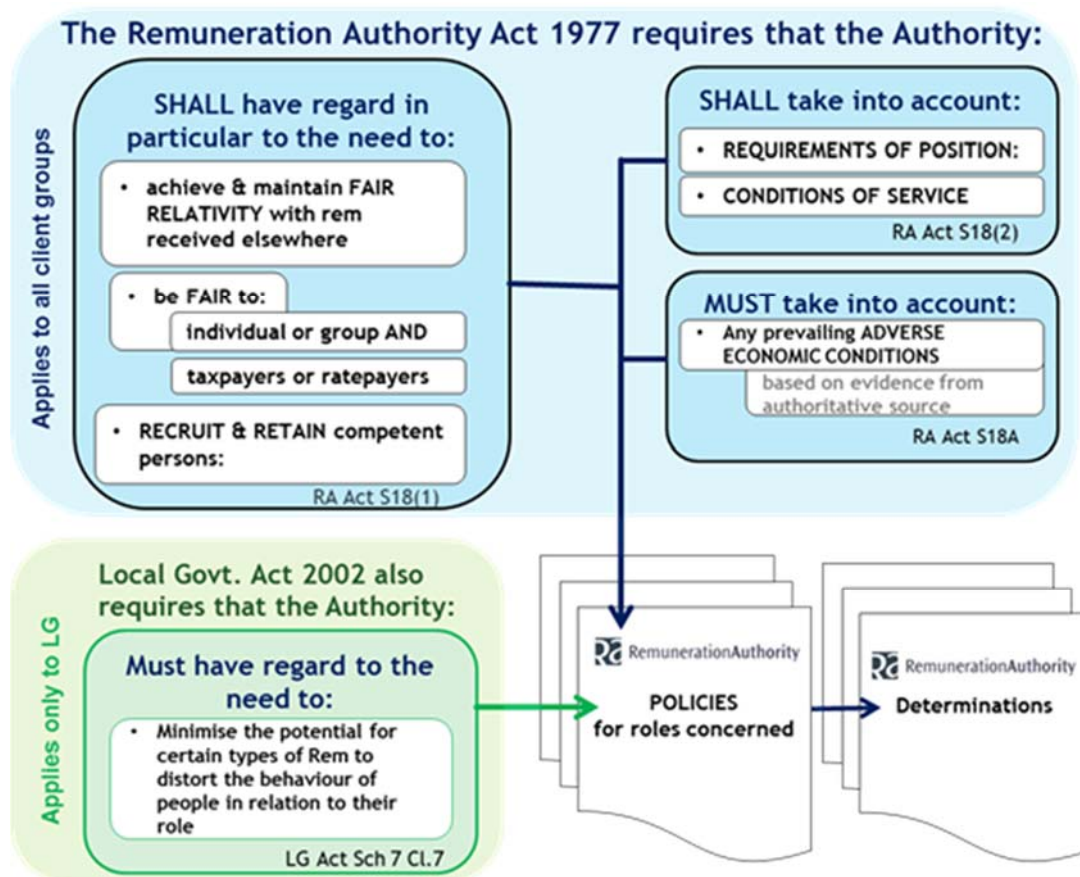 The Remuneration Authority Act 1977 requires that the Authority:
Applies to all client groups
SHALL have regard in
particular to the need to:
• achieve & maintain FAIR
RELATIVITY with rem
received elsewhere
• be FAIR to:
individual or group AND
taxpayers or ratepayers
• RECRUIT & RETAIN competent
persons:
RA Act S18(1)
SHALL take into account:
• REQUIREMENTS OF POSITION:
• CONDITIONS OF SERVICE
RA Act S18(2)
MUST take into account:
• Any prevailing ADVERSE
ECONOMIC CONDITIONS
based on evidence from
authoritative source
RA Act S18A
Applies only to LG
Local Govt. Act 2002 also
requires that the Authority:
Must have regard to the
need to:
• Minimise the potential for
certain types of Rem to
distort the behaviour of
people in relation to their
role
LG Act Sch 7 Cl.7
Ra RemunerationAuthority
POLICIES
for roles concerned
Ra RemunerationAuthority
Determinations